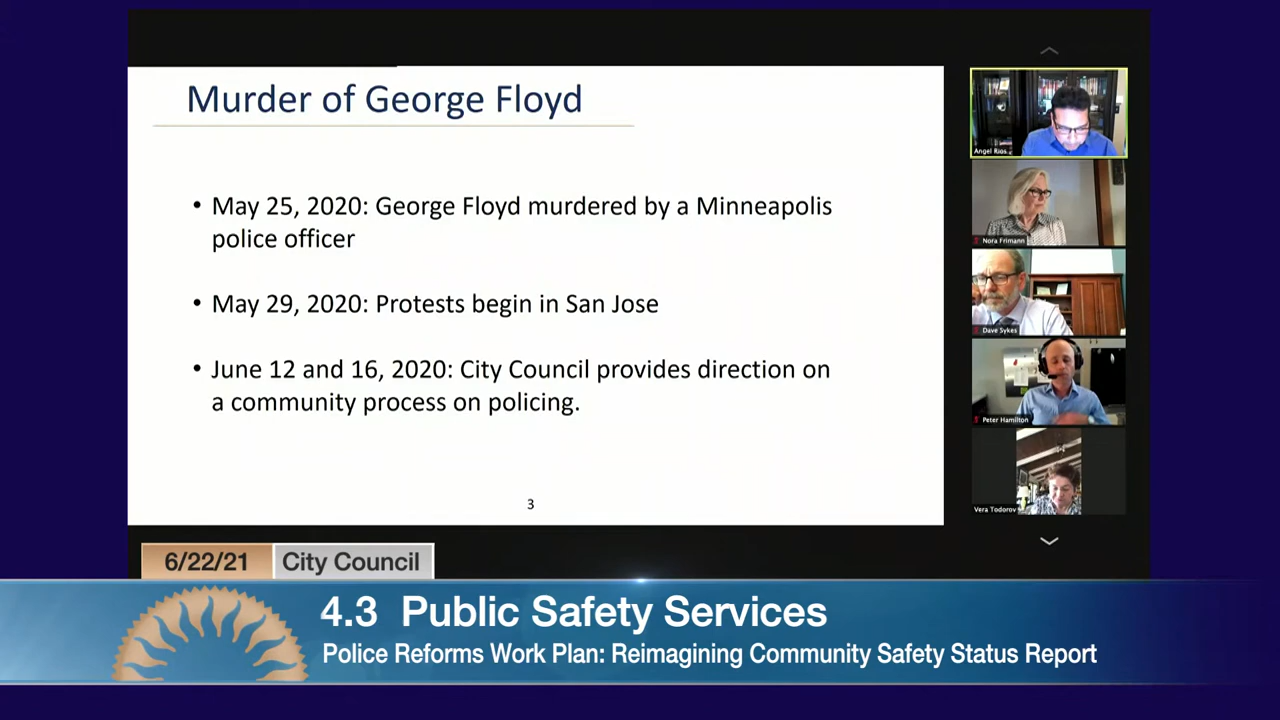 Murder of George Floyd
• May 25, 2020: George Floyd murdered by a Minneapolis
police officer
• May 29, 2020: Protests begin in San Jose
• June 12 and 16, 2020: City Council provides direction on
a community process on policing.
3
Angel Rios
Nora Frimann
Dave Sykes
Peter Hamilton
Vera Todorov
6/22/21 City Council
4.3 Public Safety Services
Police Reforms Work Plan: Reimagining Community Safety Status Report